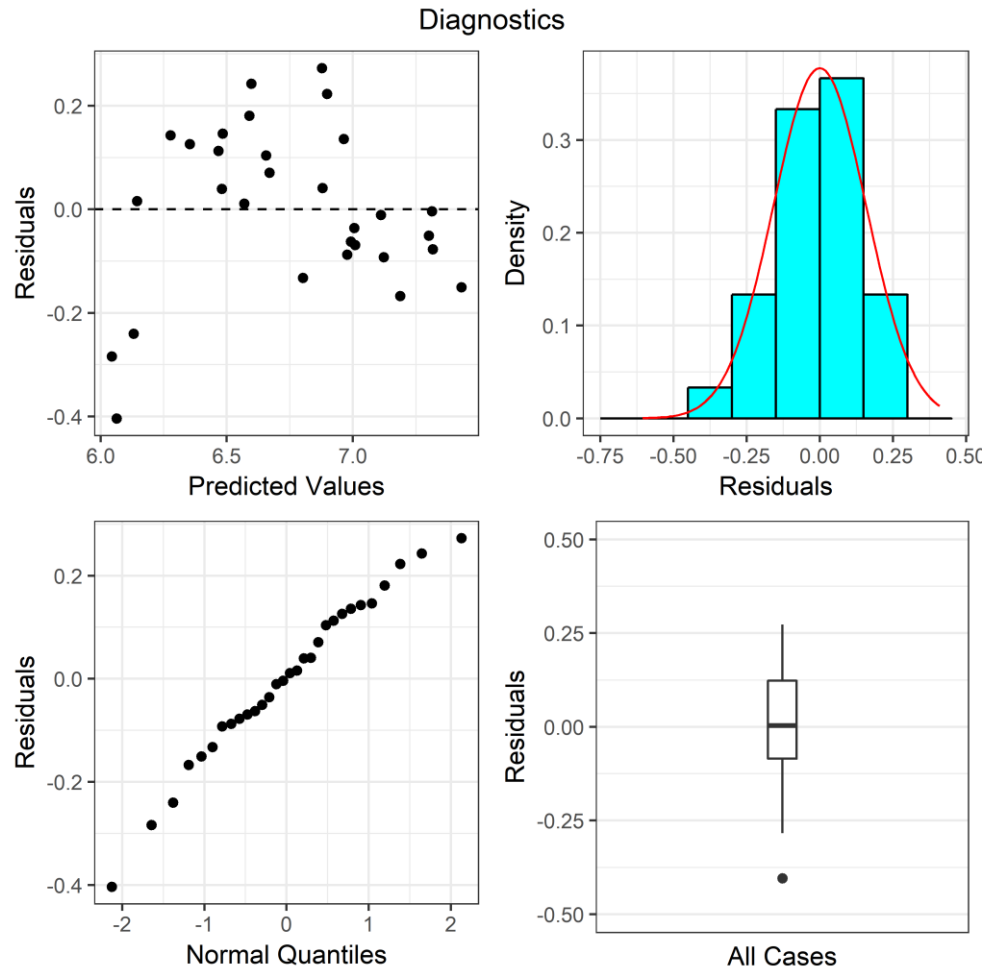 Diagnostics
0.2
0.0
-0.2
-0.4
Residuals
6.0 6.5 7.0
Predicted Values
0.3
0.2
0.1
0.0
Density
-0.75 -0.50 -0.25 0.00 0.25 0.50
Residuals
0.2
0.0
-0.2
-0.4
Residuals
-2 -1 0 1 2
Normal Quantiles
0.50
0.25
0.00
-0.25
-0.50
Residuals
All Cases